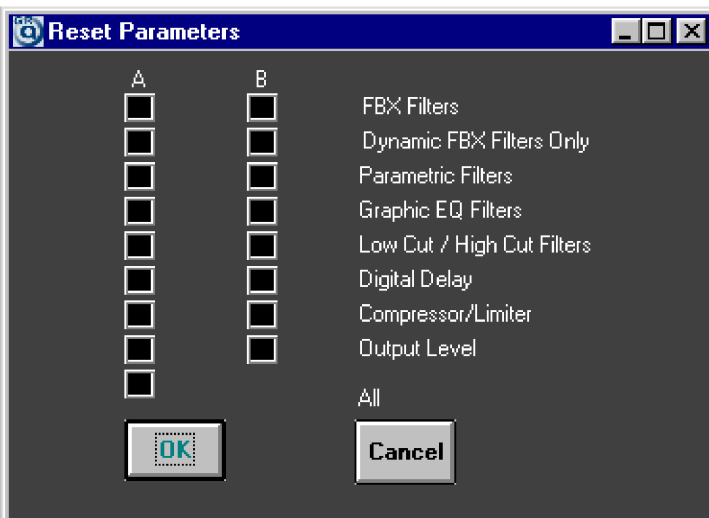 Reset Parameters
A B
FBX Filters
Dynamic FBX Filters Only
Parametric Filters
Graphic EQ Filters
Low Cut / High Cut Filters
Digital Delay
Compressor/Limiter
Output Level
All
OK Cancel